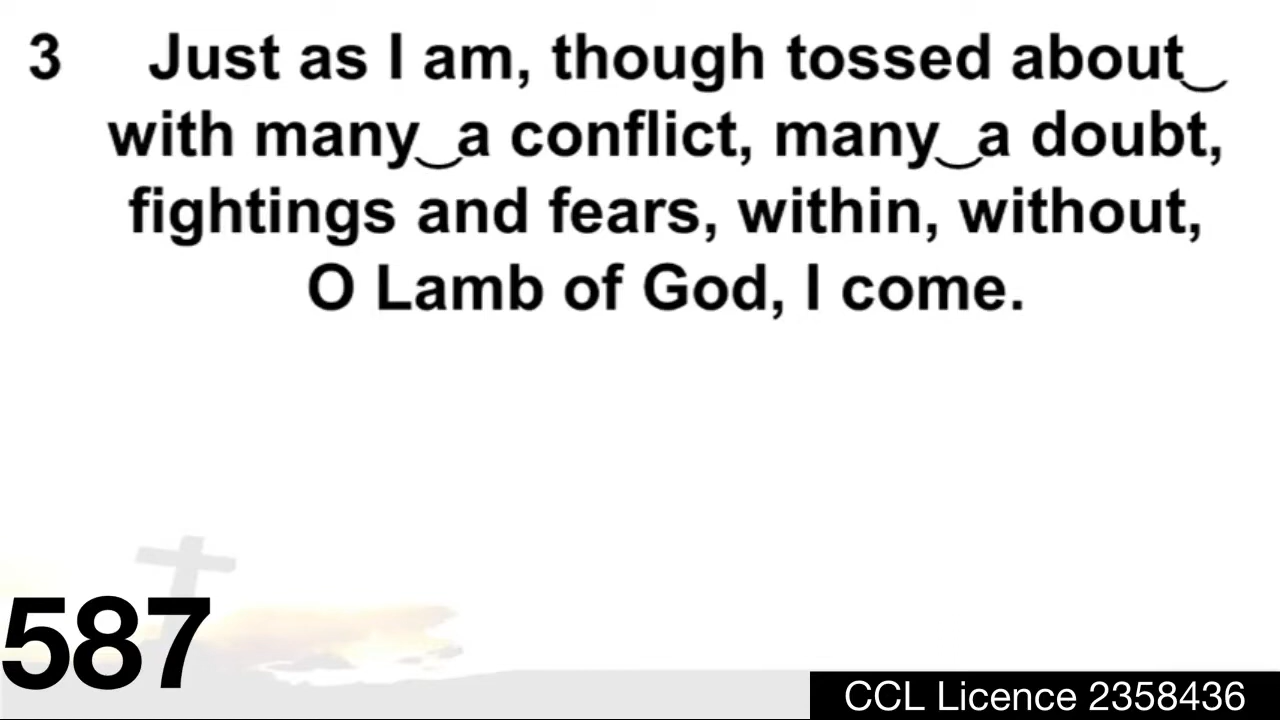 3 Just as I am, though tossed about‿
with many‿a conflict, many‿a doubt,
fightings and fears, within, without,
O Lamb of God, I come.
587
CCL Licence 2358436